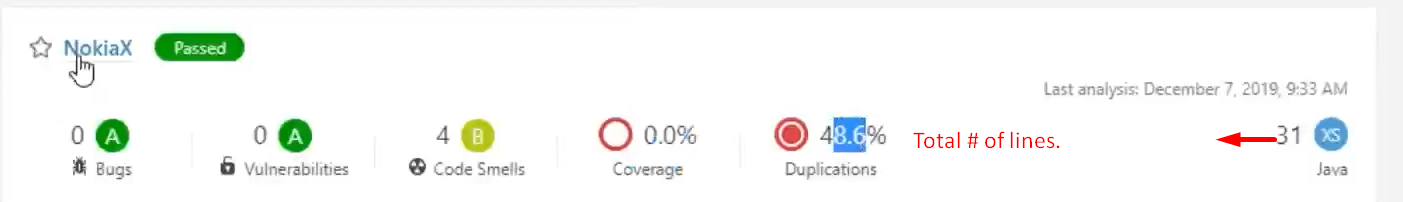 NokiaX Passed
Last analysis: December 7, 2019, 9:33 AM
0 A 0 A 4 B 0.0% 48.6% Total # of lines. 31 XS
Bugs Vulnerabilities Code Smells Coverage Duplications Java